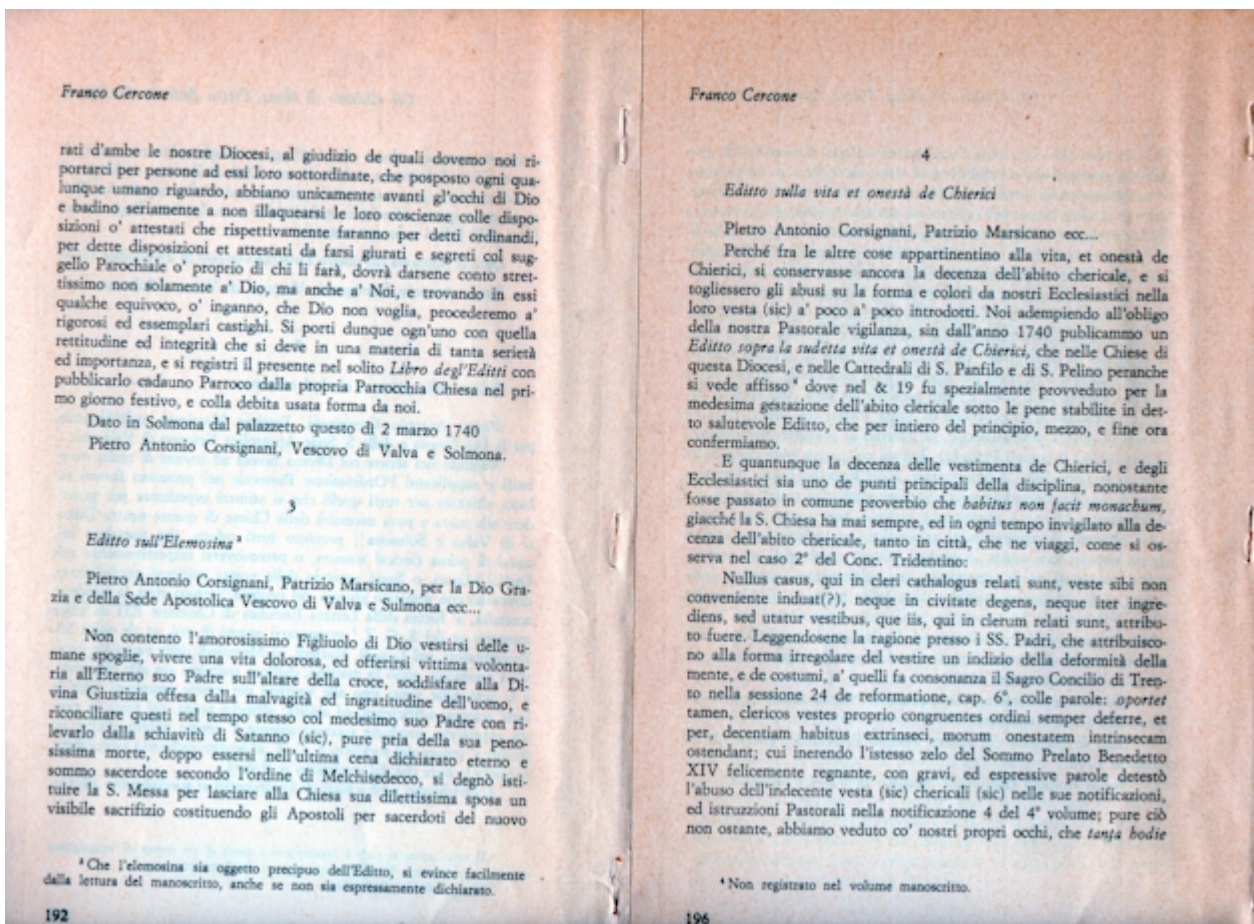 Franco Cercone
rati d'ambe le nostre Diocesi, al giudizio de quali dovemo noi ri-
portarci per persone ad essi loro sottordinate, che posposto ogni qua-
lunque umano riguardo, abbiano unicamente avanti gl'occhi di Dio
e badino seriamente a non illaquearsi le loro coscienze colle dispo-
sizioni o' attestati che rispettivamente faranno per detti ordinandi,
per dette disposizioni et attestati da farsi giurati e segreti col sug-
gello Parochiale o' proprio di chi li farà, dovrà darsene conto stret-
tissimo non solamente a' Dio, ma anche a' Noi, e trovando in essi
qualche equivoco, o' inganno, che Dio non voglia, procederemo a'
rigorosi ed essemplari castighi. Si porti dunque ogn'uno con quella
rettitudine ed integrità che si deve in una materia di tanta serietà
ed importanza, e si registri il presente nel solito Libro degl'Editti con
pubblicarlo cadauno Parroco dalla propria Parrocchia Chiesa nel pri-
mo giorno festivo, e colla debita usata forma da noi.
Dato in Solmona dal palazzetto questo dì 2 marzo 1740
Pietro Antonio Corsignani, Vescovo di Valva e Solmona.
3
Editto sull'Elemosina ³
Pietro Antonio Corsignani, Patrizio Marsicano, per la Dio Gra-
zia e della Sede Apostolica Vescovo di Valva e Sulmona ecc...
Non contento l'amorosissimo Figliuolo di Dio vestirsi delle u-
mane spoglie, vivere una vita dolorosa, ed offerirsi vittima volonta-
ria all'Eterno suo Padre sull'altare della croce, soddisfare alla Di-
vina Giustizia offesa dalla malvagità ed ingratitudine dell'uomo, e
riconciliare questi nel tempo stesso col medesimo suo Padre con ri-
levarlo dalla schiavitù di Satanno (sic), pure pria della sua peno-
sissima morte, doppo essersi nell'ultima cena dichiarato eterno e
sommo sacerdote secondo l'ordine di Melchisedecco, si degnò isti-
tuire la S. Messa per lasciare alla Chiesa sua dilettissima sposa un
visibile sacrifizio costituendo gli Apostoli per sacerdoti del nuovo
³ Che l'elemosina sia oggetto precipuo dell'Editto, si evince facilmente
dalla lettura del manoscritto, anche se non sia espressamente dichiarato.
192
Franco Cercone
4
Editto sulla vita et onestà de Chierici
Pietro Antonio Corsignani, Patrizio Marsicano ecc...
Perché fra le altre cose appartinentino alla vita, et onestà de
Chierici, si conservasse ancora la decenza dell'abito chericale, e si
togliessero gli abusi su la forma e colori da nostri Ecclesiastici nella
loro vesta (sic) a' poco a' poco introdotti. Noi adempiendo all'obligo
della nostra Pastorale vigilanza, sin dall'anno 1740 publicammo un
Editto sopra la sudetta vita et onestà de Chierici, che nelle Chiese di
questa Diocesi, e nelle Cattedrali di S. Panfilo e di S. Pelino peranche
si vede affisso ⁴ dove nel & 19 fu spezialmente provveduto per la
medesima gestazione dell'abito clericale sotto le pene stabilite in det-
to salutevole Editto, che per intiero del principio, mezzo, e fine ora
confermiamo.
E quantunque la decenza delle vestimenta de Chierici, e degli
Ecclesiastici sia uno de punti principali della disciplina, nonostante
fosse passato in comune proverbio che habitus non facit monachum,
giacché la S. Chiesa ha mai sempre, ed in ogni tempo invigilato alla de-
cenza dell'abito chericale, tanto in città, che ne viaggi, come si os-
serva nel caso 2° del Conc. Tridentino:
Nullus casus, qui in cleri cathalogus relati sunt, veste sibi non
conveniente induat(?), neque in civitate degens, neque iter ingre-
diens, sed utatur vestibus, que iis, qui in clerum relati sunt, attribu-
to fuere. Leggendosene la ragione presso i SS. Padri, che attribuisco-
no alla forma irregolare del vestire un indizio della deformità della
mente, e de costumi, a' quelli fa consonanza il Sagro Concilio di Tren-
to nella sessione 24 de reformatione, cap. 6°, colle parole: oportet
tamen, clericos vestes proprio congruentes ordini semper deferre, et
per, decentiam habitus extrinseci, morum onestatem intrinsecam
ostendant; cui inerendo l'istesso zelo del Sommo Prelato Benedetto
XIV felicemente regnante, con gravi, ed espressive parole detestò
l'abuso dell'indecente vesta (sic) chericali (sic) nelle sue notificazioni,
ed istruzzioni Pastorali nella notificazione 4 del 4° volume; pure ciò
non ostante, abbiamo veduto co' nostri propri occhi, che tanta hodie
⁴ Non registrato nel volume manoscritto.
196